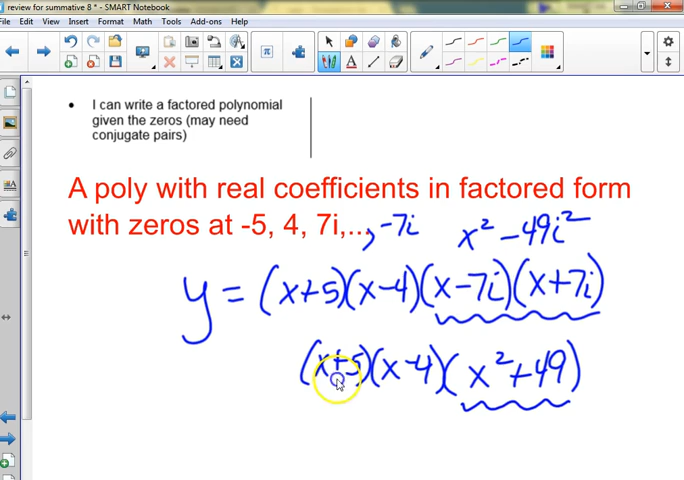 review for summative 8 * - SMART Notebook
Edit View Insert Format Math Tools Add-ons Help
• I can write a factored polynomial
given the zeros (may need
conjugate pairs)
A poly with real coefficients in factored form
with zeros at -5, 4, 7i,... , -7i x² - 49i²
y = (x+5)(x-4)(x-7i)(x+7i)
(x+5)(x-4)(x²+49)